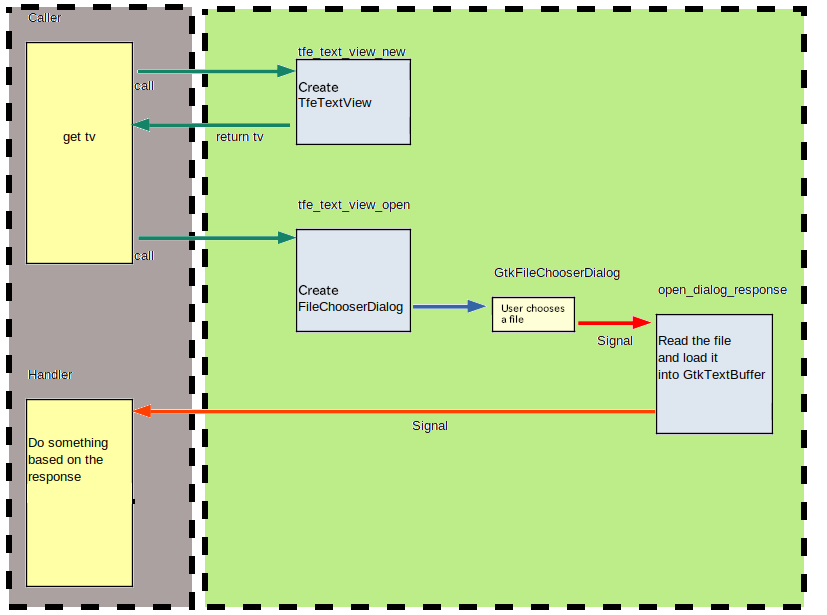 Caller
tfe_text_view_new
call
Create
TfeTextView
get tv
return tv
tfe_text_view_open
call
Create
FileChooserDialog
GtkFileChooserDialog
User chooses
a file
open_dialog_response
Signal
Read the file
and load it
into GtkTextBuffer
Handler
Signal
Do something
based on the
response